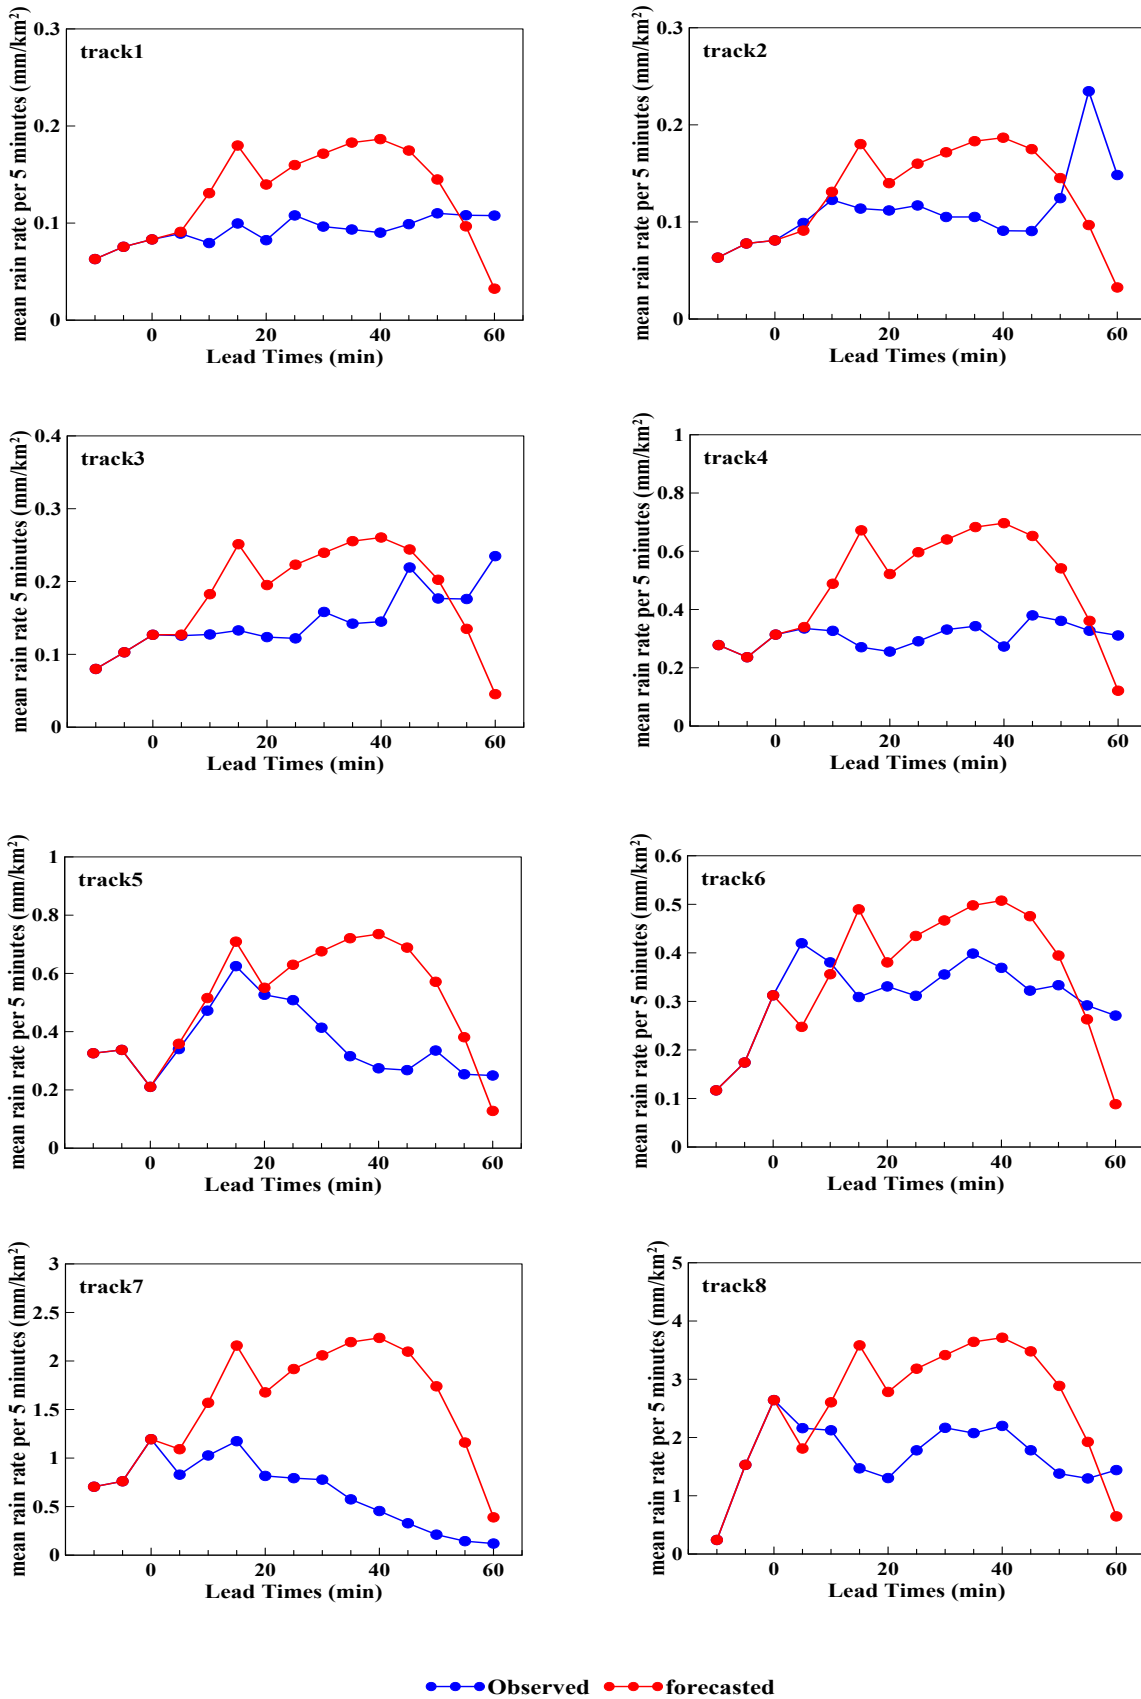 track1
mean rain rate per 5 minutes (mm/km²)
0.3
0.2
0.1
0
0 20 40 60
Lead Times (min)
track2
mean rain rate per 5 minutes (mm/km²)
0.3
0.2
0.1
0
0 20 40 60
Lead Times (min)
track3
mean rain rate 5 minutes (mm/km²)
0.4
0.3
0.2
0.1
0
0 20 40 60
Lead Times (min)
track4
mean rain rate per 5 minutes (mm/km²)
1
0.8
0.6
0.4
0.2
0
0 20 40 60
Lead Times (min)
track5
mean rain rate per 5 minutes (mm/km²)
1
0.8
0.6
0.4
0.2
0
0 20 40 60
Lead Times (min)
track6
mean rain rate per 5 minutes (mm/km²)
0.6
0.5
0.4
0.3
0.2
0.1
0
0 20 40 60
Lead Times (min)
track7
mean rain rate per 5 minutes (mm/km²)
3
2.5
2
1.5
1
0.5
0
0 20 40 60
Lead Times (min)
track8
mean rain rate per 5 minutes (mm/km²)
5
4
3
2
1
0
0 20 40 60
Lead Times (min)
Observed forecasted